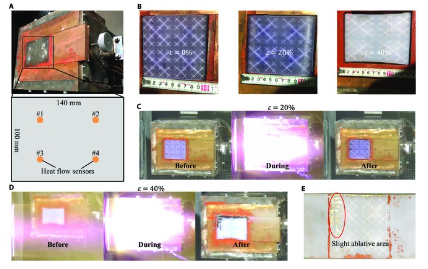 A
140 mm
100 mm
#1
#2
#3
#4
Heat flow sensors
B
ε = 0%
ε = 20%
ε = 40%
C
ε = 20%
Before
During
After
D
ε = 40%
Before
During
After
E
Slight ablative area